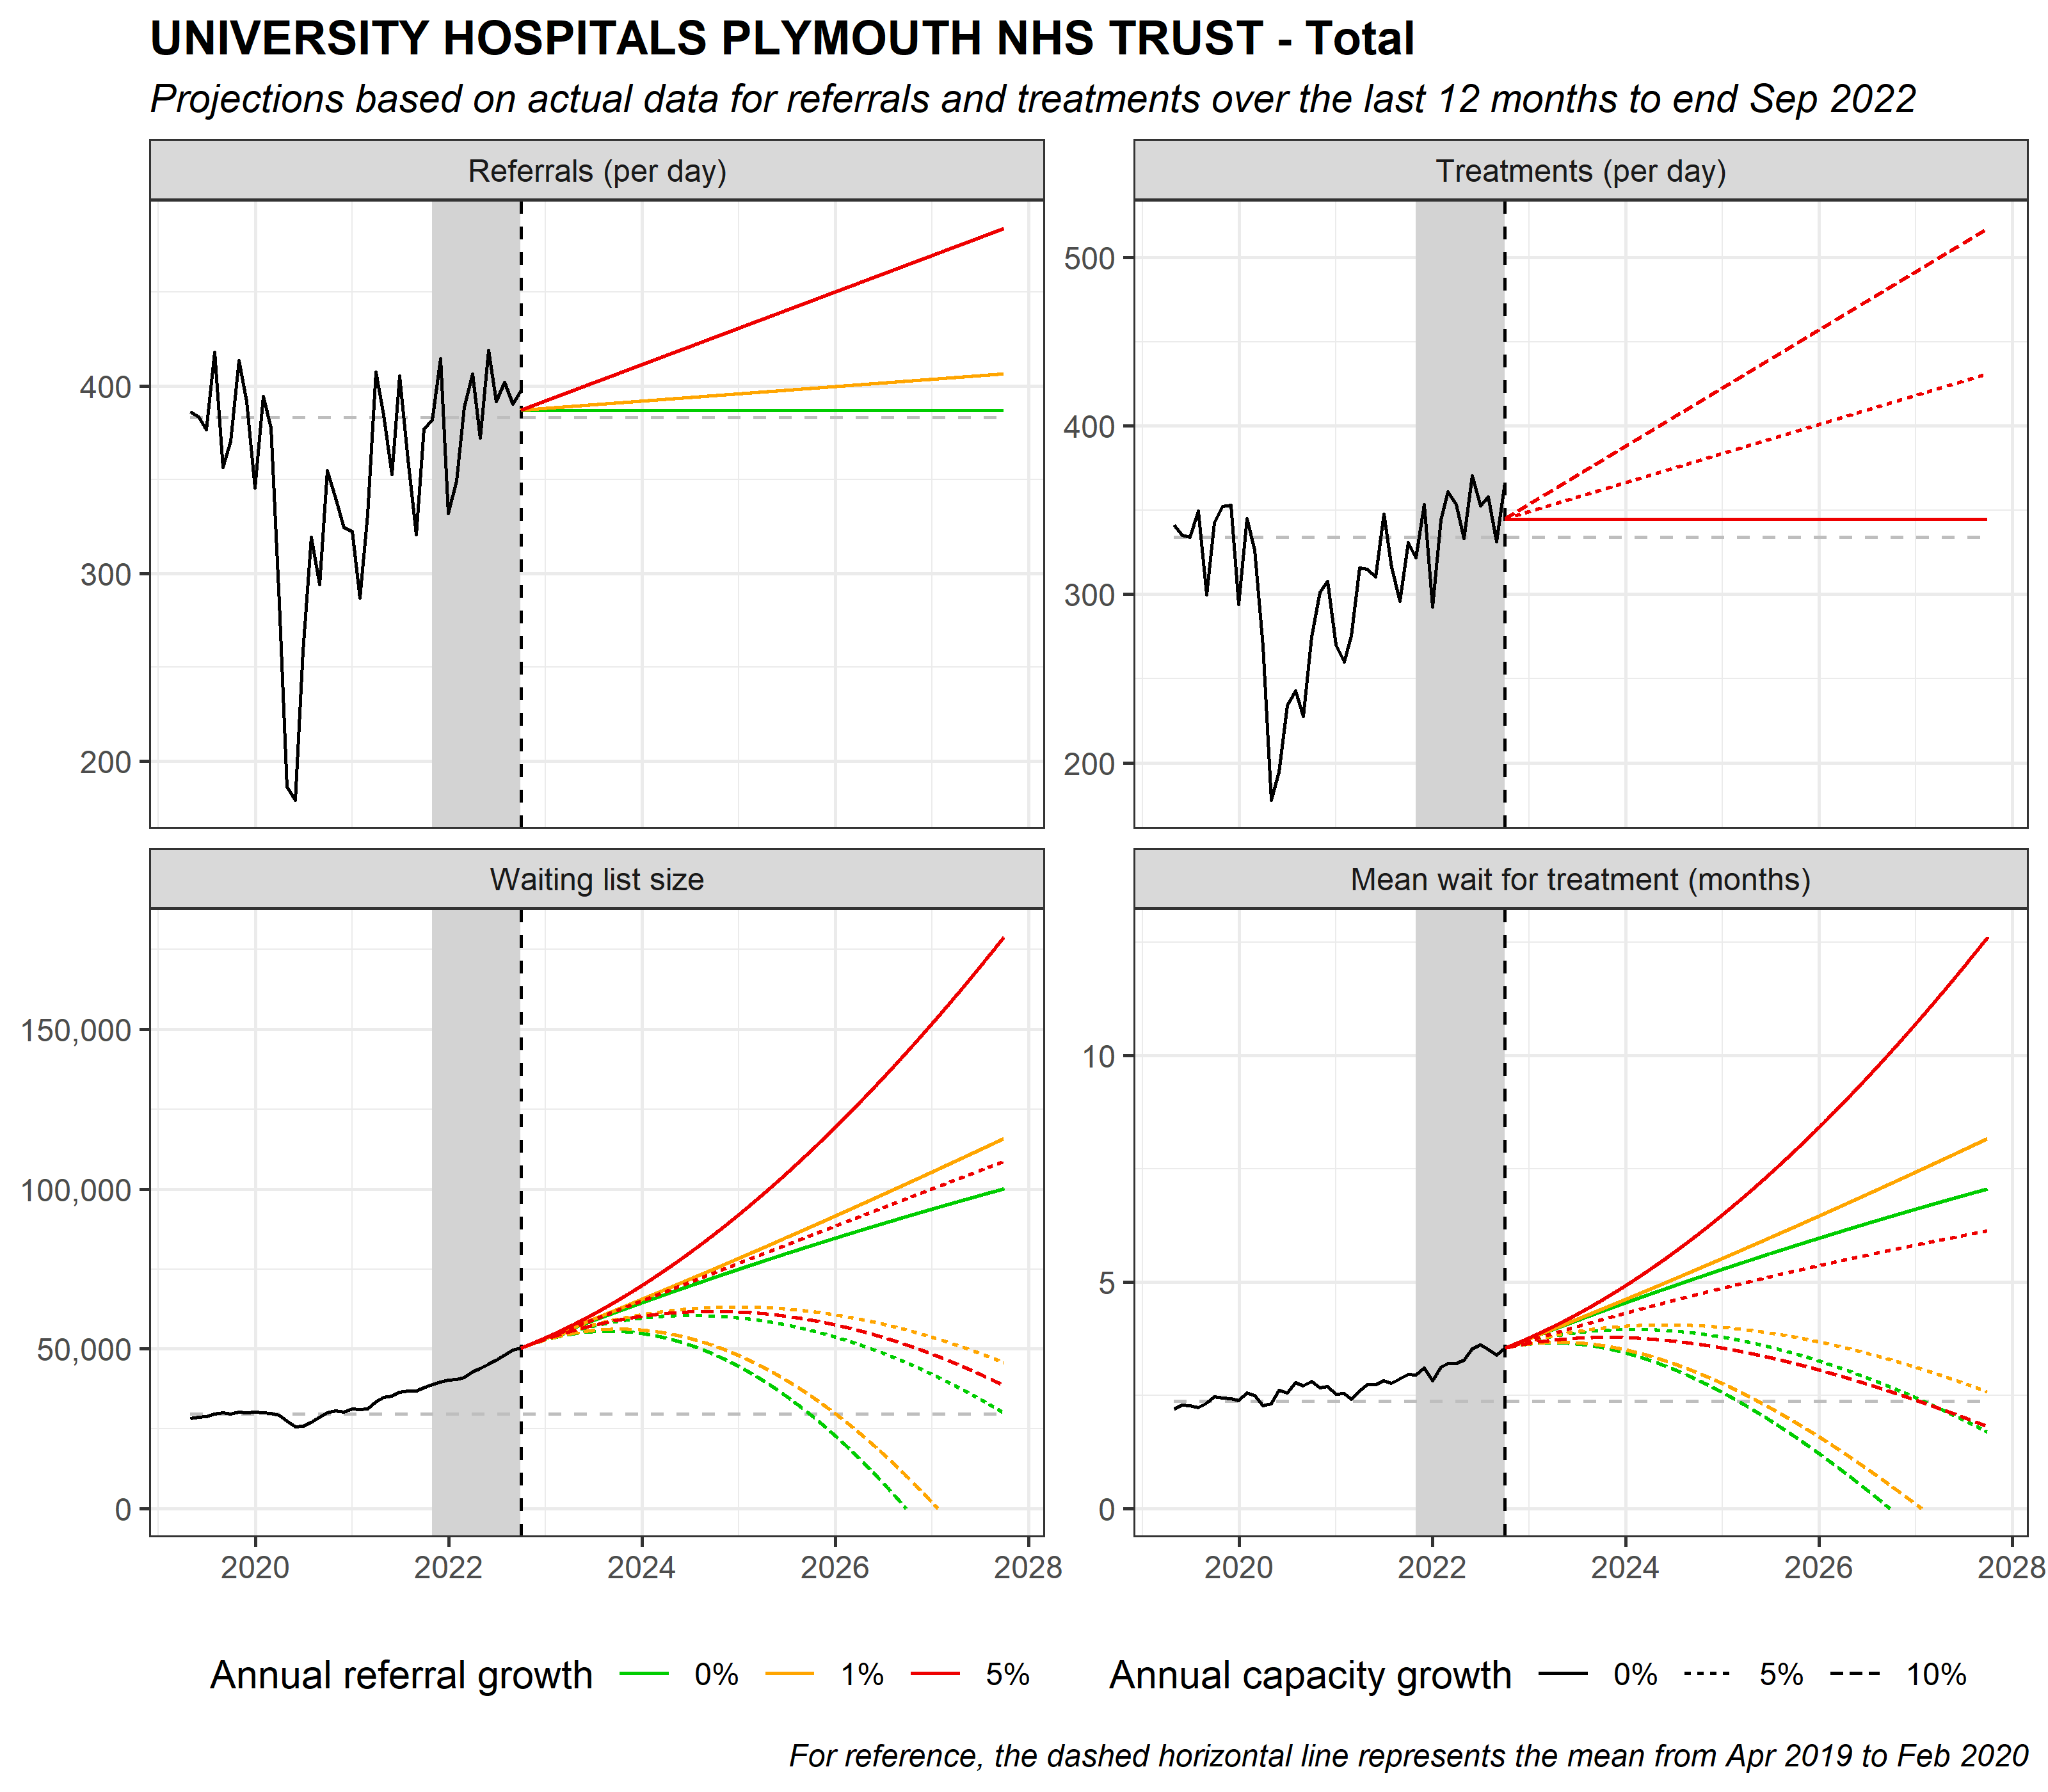 UNIVERSITY HOSPITALS PLYMOUTH NHS TRUST - Total
Projections based on actual data for referrals and treatments over the last 12 months to end Sep 2022
Referrals (per day)
400
300
200
Treatments (per day)
500
400
300
200
Waiting list size
150,000
100,000
50,000
0
2020 2022 2024 2026 2028
Mean wait for treatment (months)
10
5
0
2020 2022 2024 2026 2028
Annual referral growth 0% 1% 5%
Annual capacity growth 0% 5% 10%
For reference, the dashed horizontal line represents the mean from Apr 2019 to Feb 2020